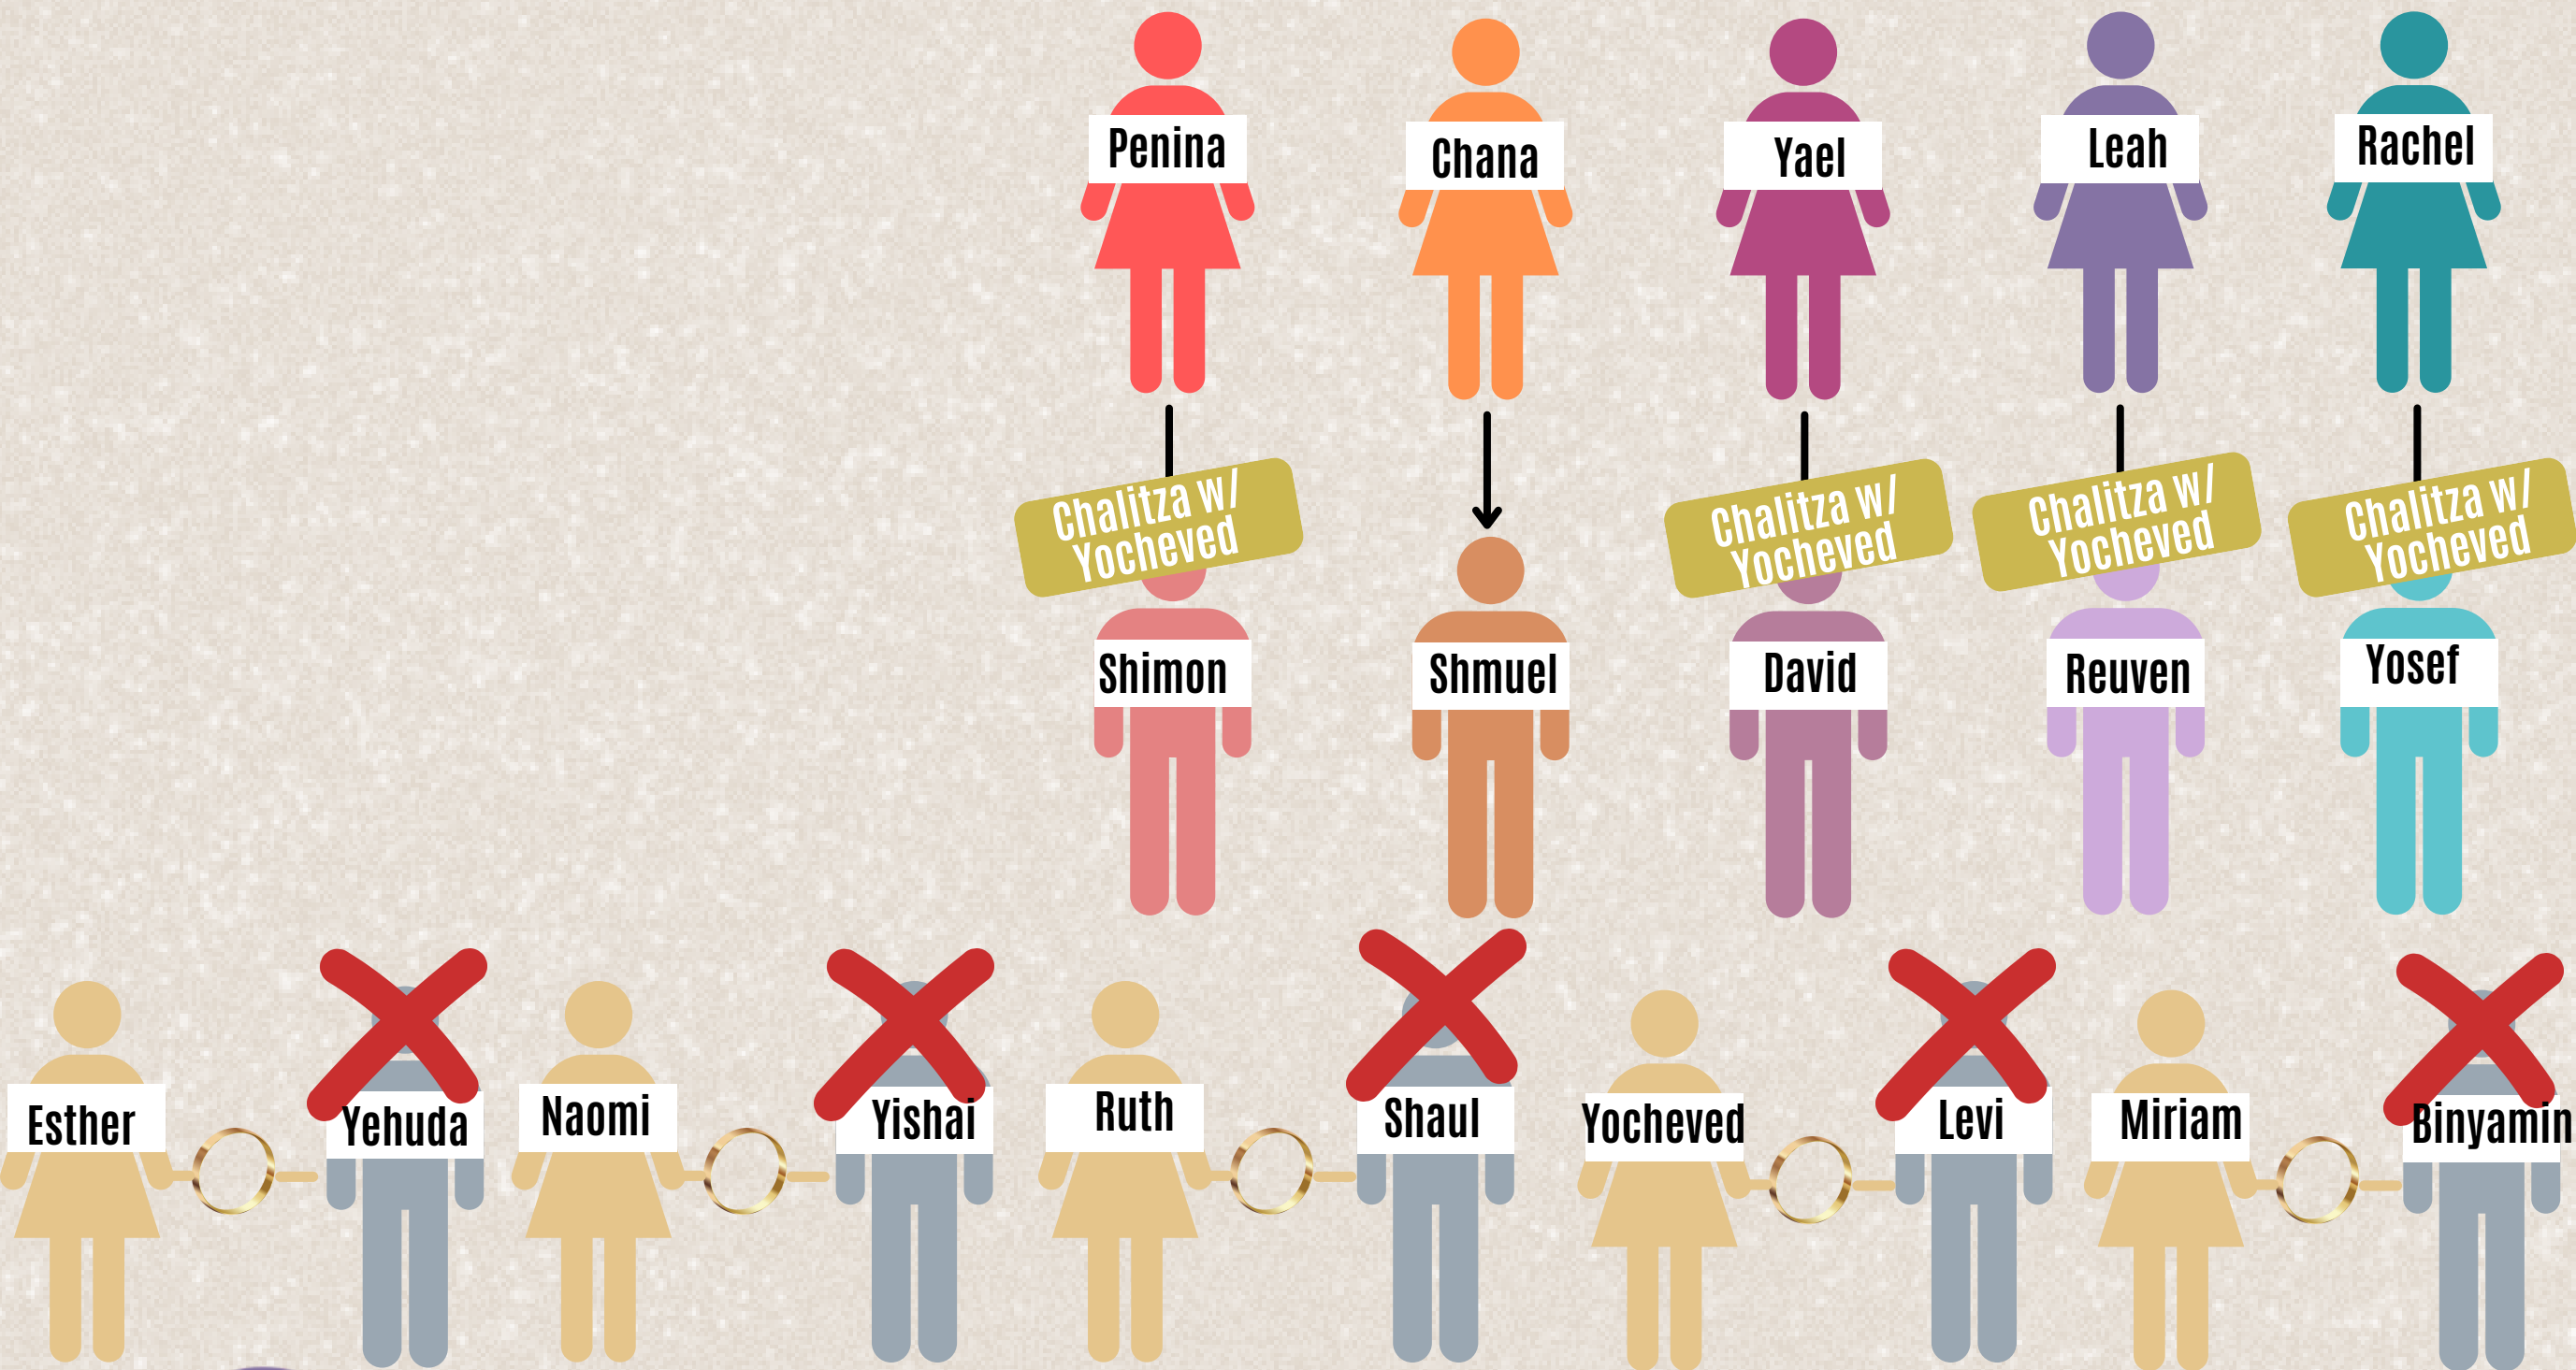 Penina
Chana
Yael
Leah
Rachel
Chalitza w/
Yocheved
Chalitza w/
Yocheved
Chalitza w/
Yocheved
Chalitza w/
Yocheved
Shimon
Shmuel
David
Reuven
Yosef
Esther
Yehuda
Naomi
Yishai
Ruth
Shaul
Yocheved
Levi
Miriam
Binyamin